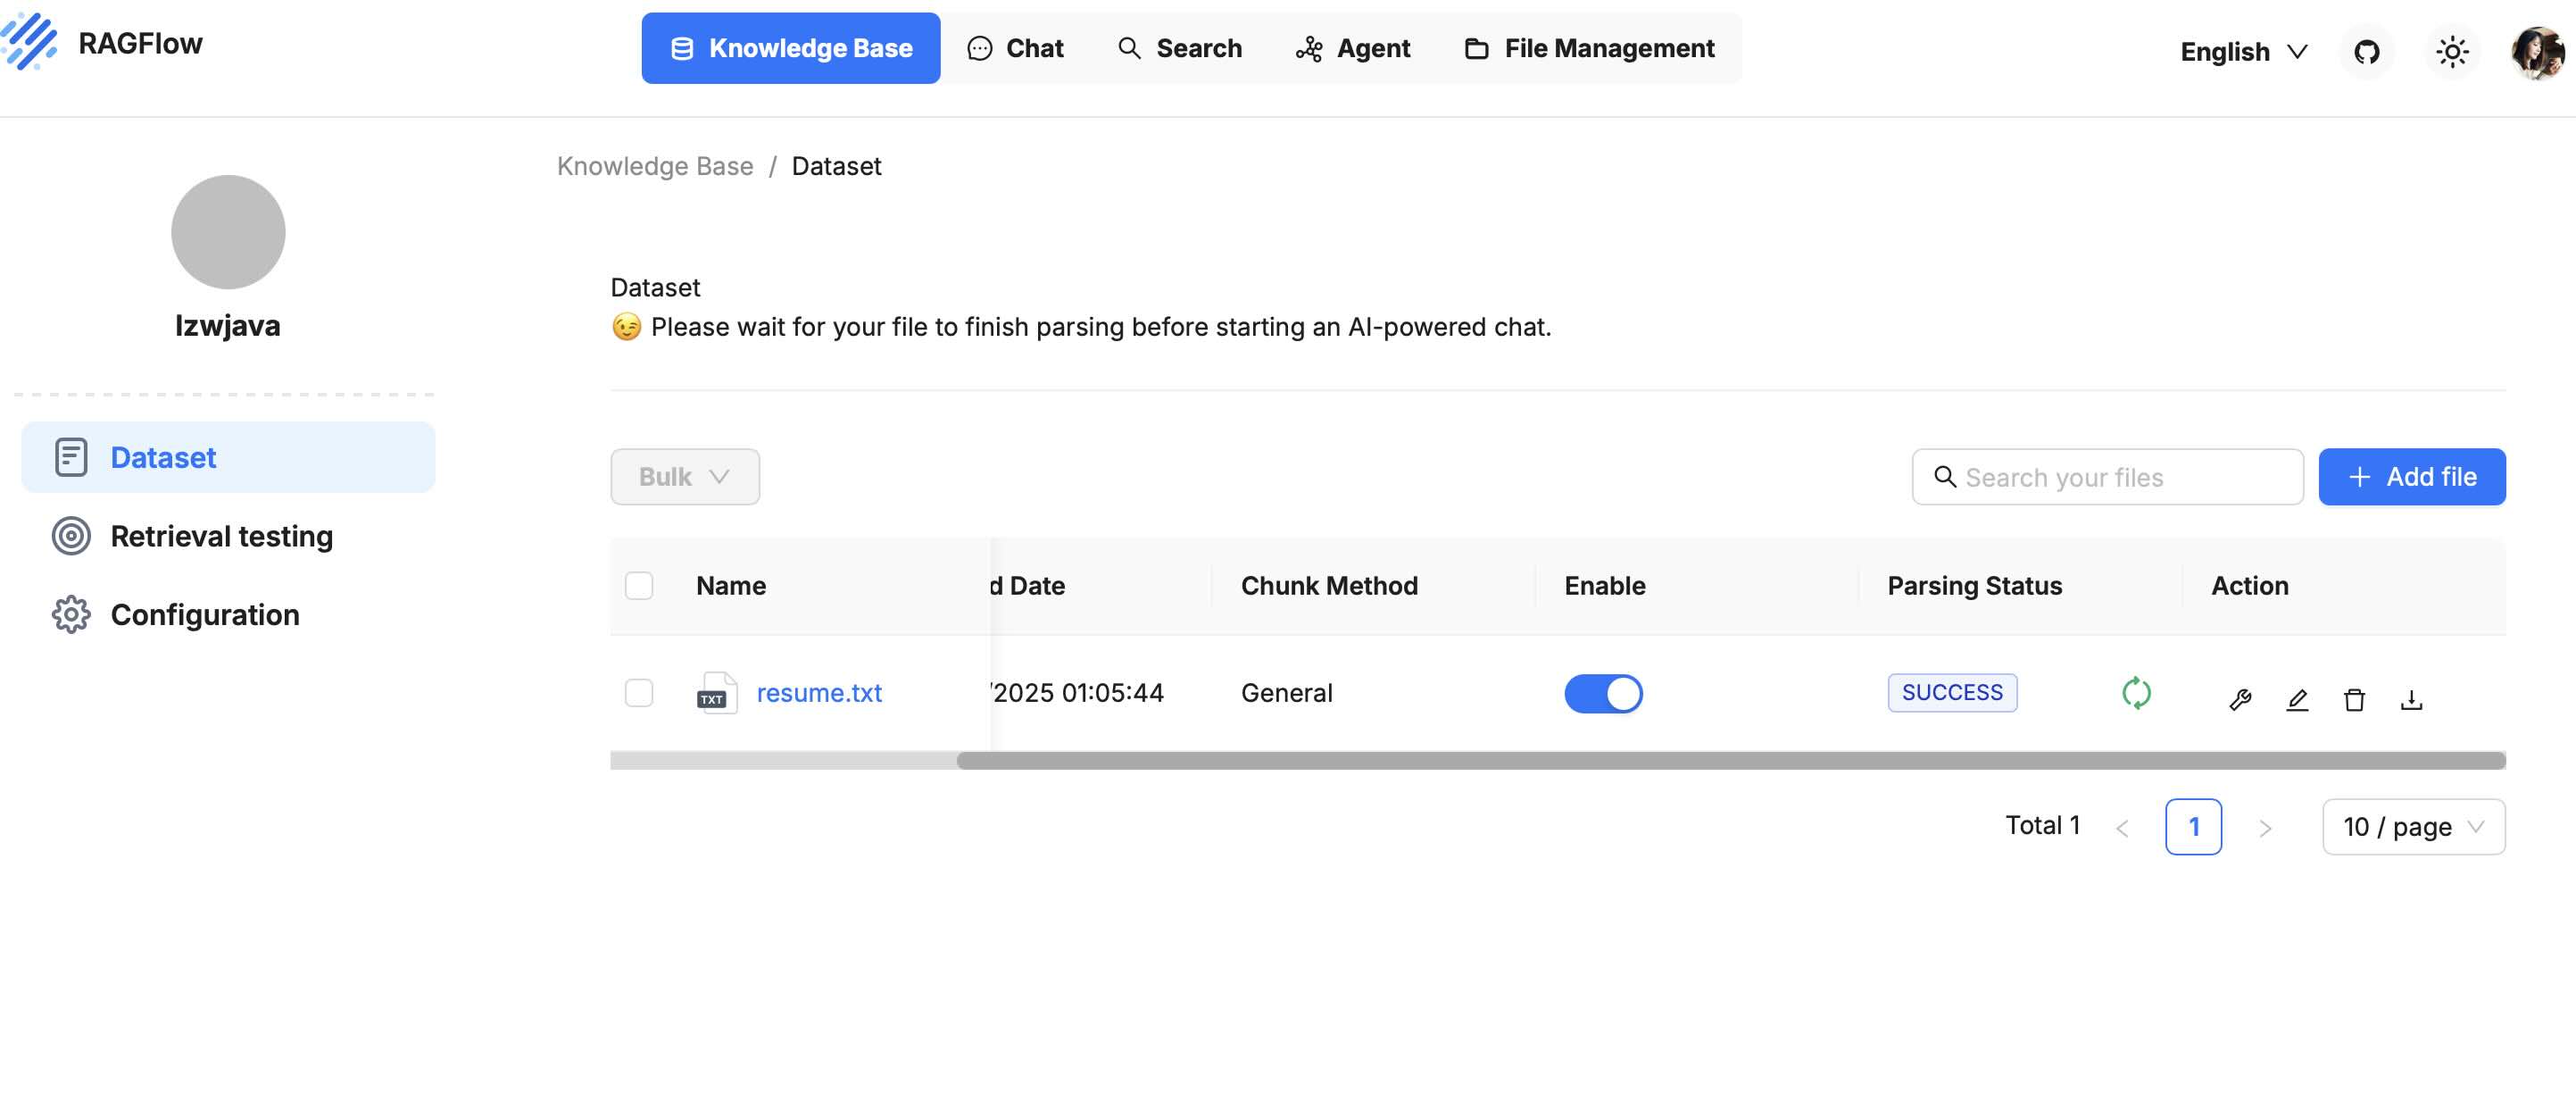 RAGFlow
Knowledge Base
Chat
Search
Agent
File Management
English
lzwjava
Dataset
Retrieval testing
Configuration
Knowledge Base / Dataset
Dataset
😉 Please wait for your file to finish parsing before starting an AI-powered chat.
Bulk
Search your files
+ Add file
Name d Date Chunk Method Enable Parsing Status Action
TXT resume.txt /2025 01:05:44 General SUCCESS
Total 1 < 1 > 10 / page